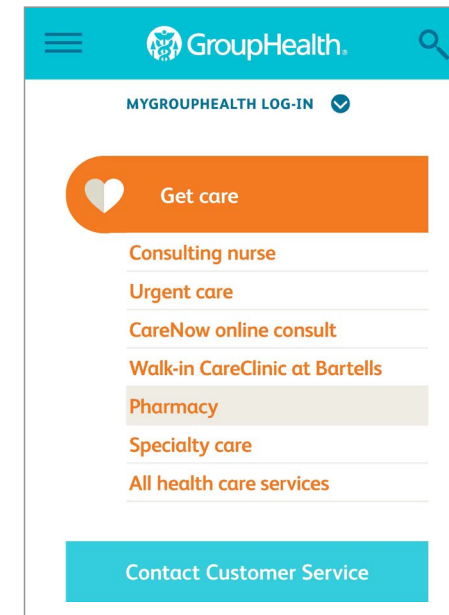 GroupHealth.
MYGROUPHEALTH LOG-IN
Get care
Consulting nurse
Urgent care
CareNow online consult
Walk-in CareClinic at Bartells
Pharmacy
Specialty care
All health care services
Contact Customer Service